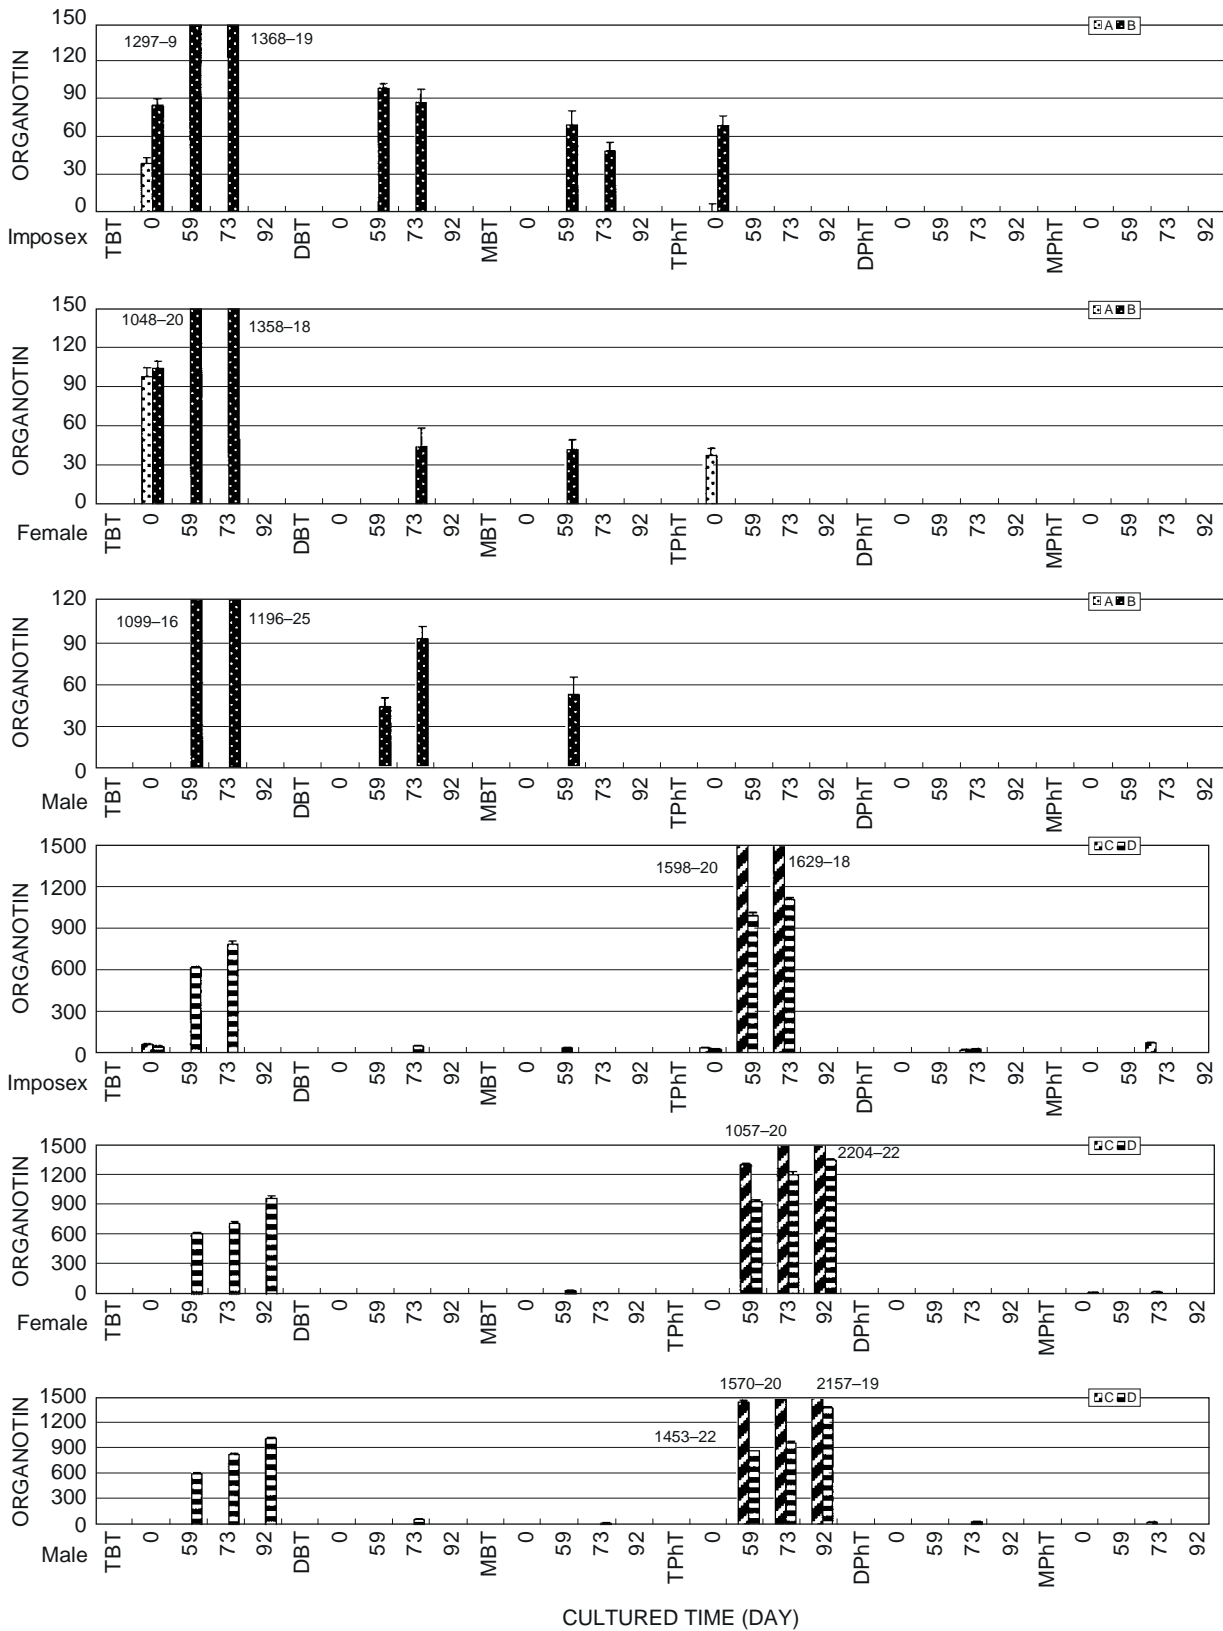 150
120
90
60
30
0
ORGANOTIN
1297–9
1368–19
A B
Imposex
TBT 0 59 73 92 DBT 0 59 73 92 MBT 0 59 73 92 TPhT 0 59 73 92 DPhT 0 59 73 92 MPhT 0 59 73 92
150
120
90
60
30
0
ORGANOTIN
1048–20
1358–18
A B
Female
TBT 0 59 73 92 DBT 0 59 73 92 MBT 0 59 73 92 TPhT 0 59 73 92 DPhT 0 59 73 92 MPhT 0 59 73 92
120
90
60
30
0
ORGANOTIN
1099–16
1196–25
A B
Male
TBT 0 59 73 92 DBT 0 59 73 92 MBT 0 59 73 92 TPhT 0 59 73 92 DPhT 0 59 73 92 MPhT 0 59 73 92
1500
1200
900
600
300
0
ORGANOTIN
1598–20
1629–18
C D
Imposex
TBT 0 59 73 92 DBT 0 59 73 92 MBT 0 59 73 92 TPhT 0 59 73 92 DPhT 0 59 73 92 MPhT 0 59 73 92
1500
1200
900
600
300
0
ORGANOTIN
1057–20
2204–22
C D
Female
TBT 0 59 73 92 DBT 0 59 73 92 MBT 0 59 73 92 TPhT 0 59 73 92 DPhT 0 59 73 92 MPhT 0 59 73 92
1500
1200
900
600
300
0
ORGANOTIN
1570–20
2157–19
1453–22
C D
Male
TBT 0 59 73 92 DBT 0 59 73 92 MBT 0 59 73 92 TPhT 0 59 73 92 DPhT 0 59 73 92 MPhT 0 59 73 92
CULTURED TIME (DAY)